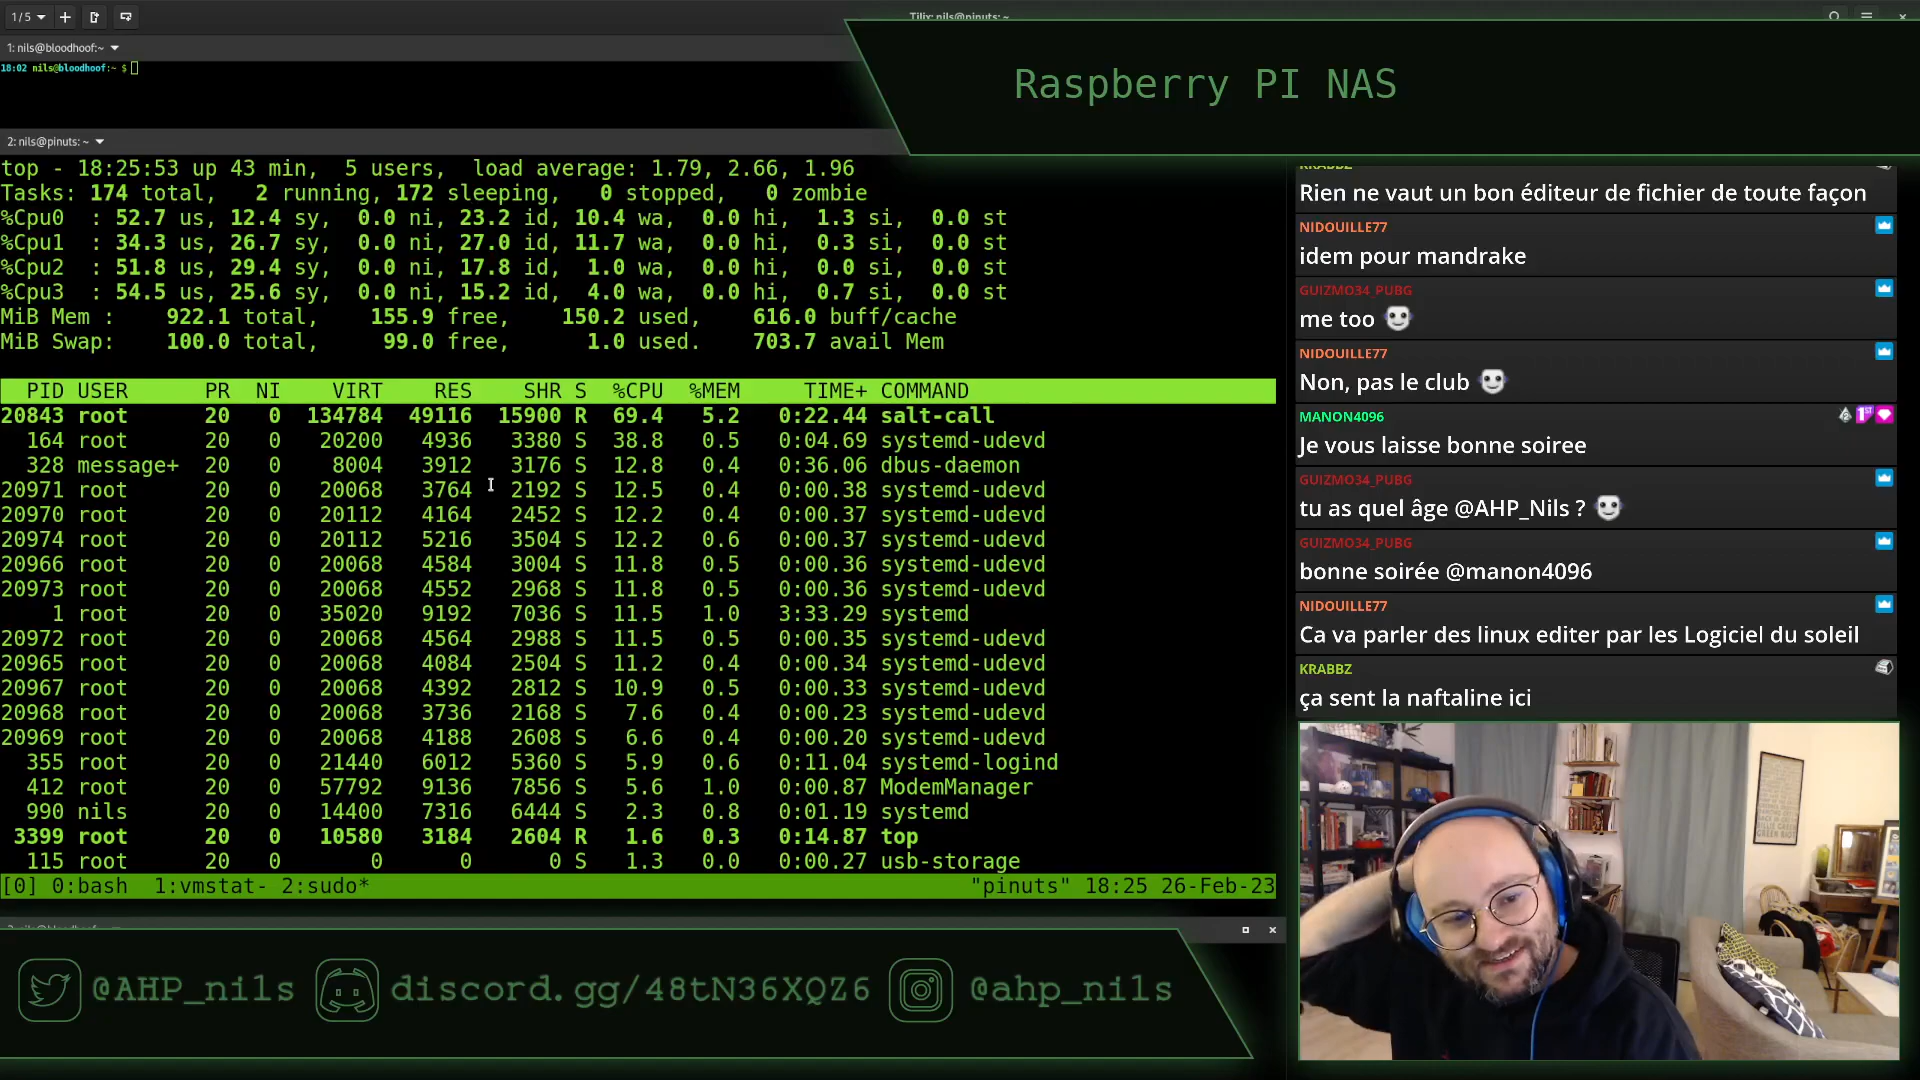 1/5
Tilix: nils@pinuts: ~
1: nils@bloodhoof:~
18:02 nils@bloodhoof:~ $
Raspberry PI NAS
2: nils@pinuts: ~
top - 18:25:53 up 43 min,  5 users,  load average: 1.79, 2.66, 1.96
Tasks: 174 total,   2 running, 172 sleeping,   0 stopped,   0 zombie
%Cpu0  : 52.7 us, 12.4 sy,  0.0 ni, 23.2 id, 10.4 wa,  0.0 hi,  1.3 si,  0.0 st
%Cpu1  : 34.3 us, 26.7 sy,  0.0 ni, 27.0 id, 11.7 wa,  0.0 hi,  0.3 si,  0.0 st
%Cpu2  : 51.8 us, 29.4 sy,  0.0 ni, 17.8 id,  1.0 wa,  0.0 hi,  0.0 si,  0.0 st
%Cpu3  : 54.5 us, 25.6 sy,  0.0 ni, 15.2 id,  4.0 wa,  0.0 hi,  0.7 si,  0.0 st
MiB Mem :    922.1 total,    155.9 free,    150.2 used,    616.0 buff/cache
MiB Swap:    100.0 total,     99.0 free,      1.0 used.    703.7 avail Mem
PID USER      PR  NI    VIRT    RES    SHR S  %CPU  %MEM     TIME+ COMMAND
20843 root      20   0  134784  49116  15900 R  69.4   5.2   0:22.44 salt-call
164 root      20   0   20200   4936   3380 S  38.8   0.5   0:04.69 systemd-udevd
328 message+  20   0    8004   3912   3176 S  12.8   0.4   0:36.06 dbus-daemon
20971 root      20   0   20068   3764   2192 S  12.5   0.4   0:00.38 systemd-udevd
20970 root      20   0   20112   4164   2452 S  12.2   0.4   0:00.37 systemd-udevd
20974 root      20   0   20112   5216   3504 S  12.2   0.6   0:00.37 systemd-udevd
20966 root      20   0   20068   4584   3004 S  11.8   0.5   0:00.36 systemd-udevd
20973 root      20   0   20068   4552   2968 S  11.8   0.5   0:00.36 systemd-udevd
1 root      20   0   35020   9192   7036 S  11.5   1.0   3:33.29 systemd
20972 root      20   0   20068   4564   2988 S  11.5   0.5   0:00.35 systemd-udevd
20965 root      20   0   20068   4084   2504 S  11.2   0.4   0:00.34 systemd-udevd
20967 root      20   0   20068   4392   2812 S  10.9   0.5   0:00.33 systemd-udevd
20968 root      20   0   20068   3736   2168 S   7.6   0.4   0:00.23 systemd-udevd
20969 root      20   0   20068   4188   2608 S   6.6   0.4   0:00.20 systemd-udevd
355 root      20   0   21440   6012   5360 S   5.9   0.6   0:11.04 systemd-logind
412 root      20   0   57792   9136   7856 S   5.6   1.0   0:00.87 ModemManager
990 nils      20   0   14400   7316   6444 S   2.3   0.8   0:01.19 systemd
3399 root      20   0   10580   3184   2604 R   1.6   0.3   0:14.87 top
115 root      20   0       0      0      0 S   1.3   0.0   0:00.27 usb-storage
[0] 0:bash  1:vmstat- 2:sudo*    "pinuts" 18:25 26-Feb-23
KRABBZ
Rien ne vaut un bon éditeur de fichier de toute façon
NIDOUILLE77
idem pour mandrake
GUIZMO34_PUBG
me too
NIDOUILLE77
Non, pas le club
MANON4096
Je vous laisse bonne soiree
GUIZMO34_PUBG
tu as quel âge @AHP_Nils ?
GUIZMO34_PUBG
bonne soirée @manon4096
NIDOUILLE77
Ca va parler des linux editer par les Logiciel du soleil
KRABBZ
ça sent la naftaline ici
@AHP_nils
discord.gg/48tN36XQZ6
@ahp_nils